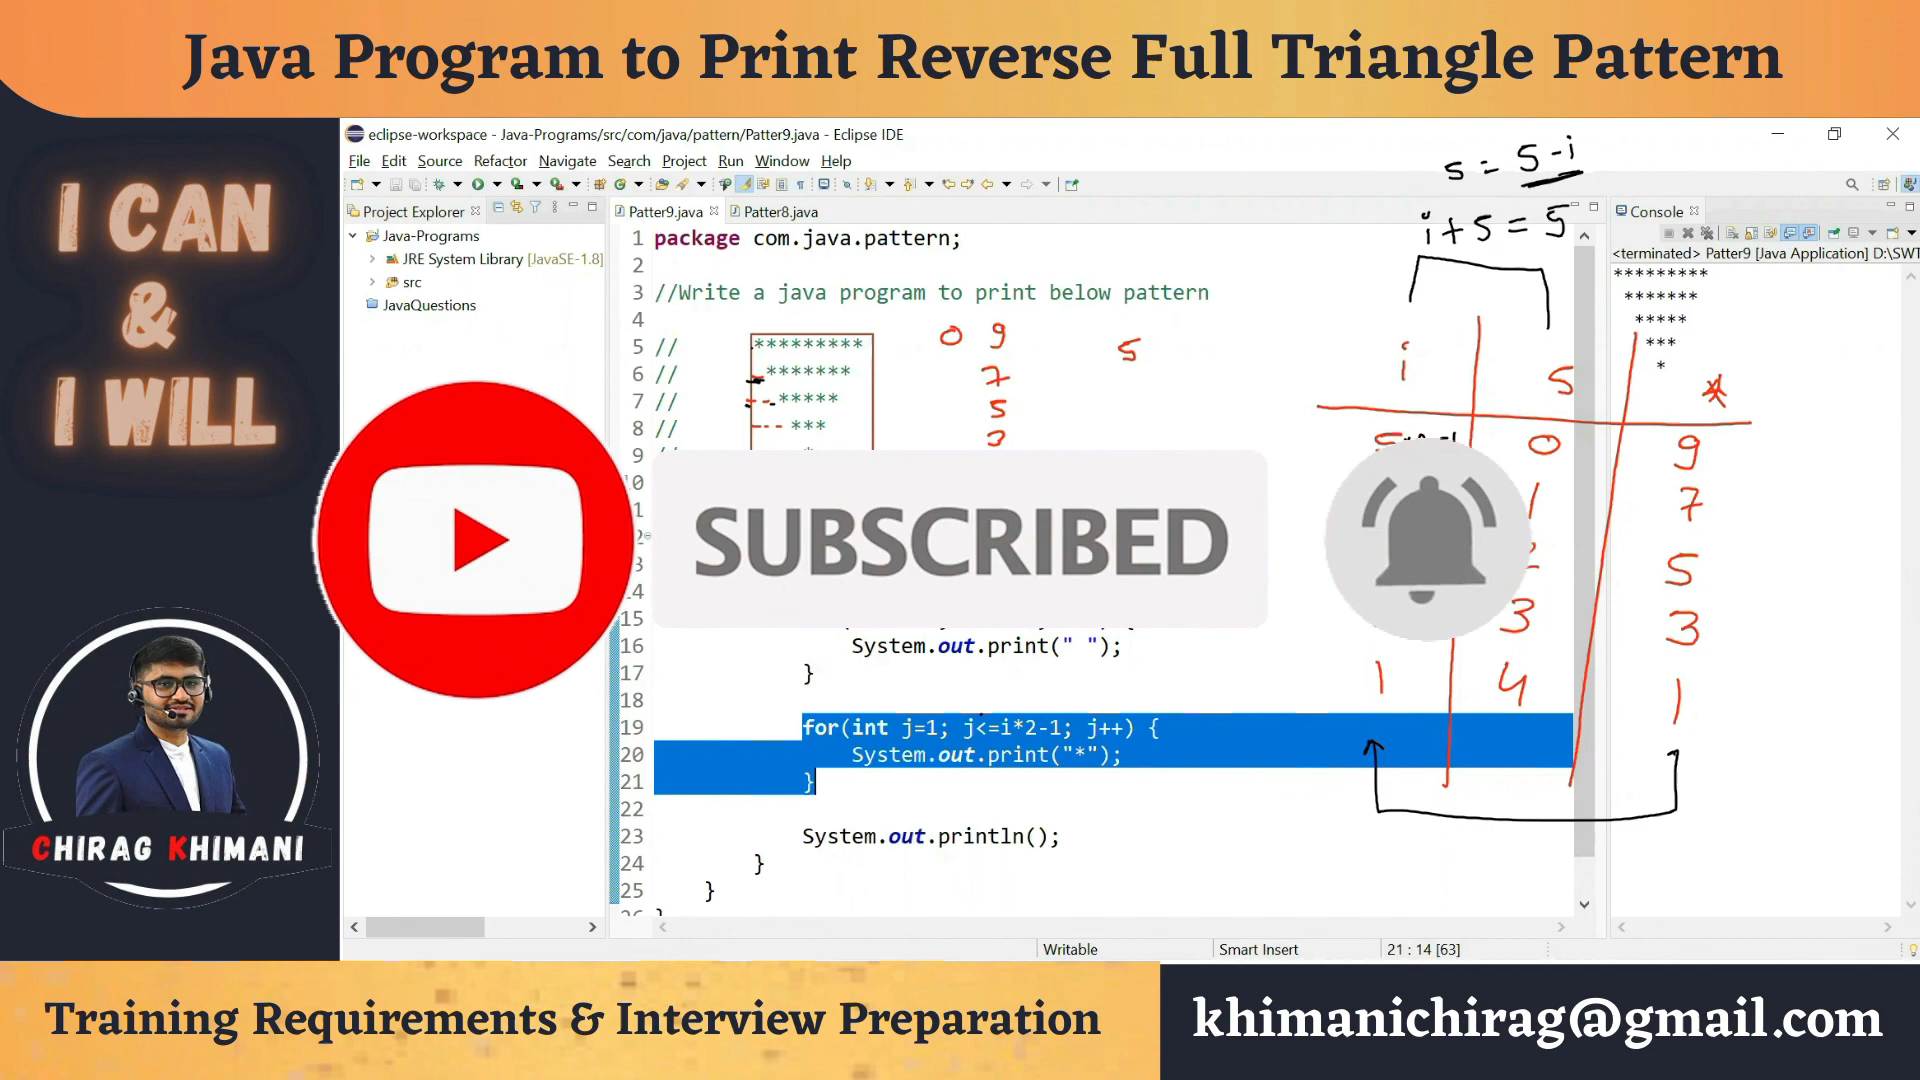 Java Program to Print Reverse Full Triangle Pattern
I CAN
&
I WILL
CHIRAG KHIMANI
eclipse-workspace - Java-Programs/src/com/java/pattern/Patter9.java - Eclipse IDE
File Edit Source Refactor Navigate Search Project Run Window Help
Project Explorer
Java-Programs
JRE System Library [JavaSE-1.8]
src
JavaQuestions
Patter9.java Patter8.java
1 package com.java.pattern;
2
3 //Write a java program to print below pattern
4
5 // *********
6 // *******
7 // *****
8 // ***
9
15
16 System.out.print(" ");
17 }
18
19 for(int j=1; j<=i*2-1; j++) {
20 System.out.print("*");
21 }
22
23 System.out.println();
24 }
25 }
0 9
7
5
3
5
s = 5-i
i+s = 5
i s *
5 0 9
1 7
5
3 3
1 4 1
SUBSCRIBED
Console
<terminated> Patter9 [Java Application] D:\SWT
*********
*******
*****
***
*
Writable Smart Insert 21 : 14 [63]
Training Requirements & Interview Preparation
khimanichirag@gmail.com